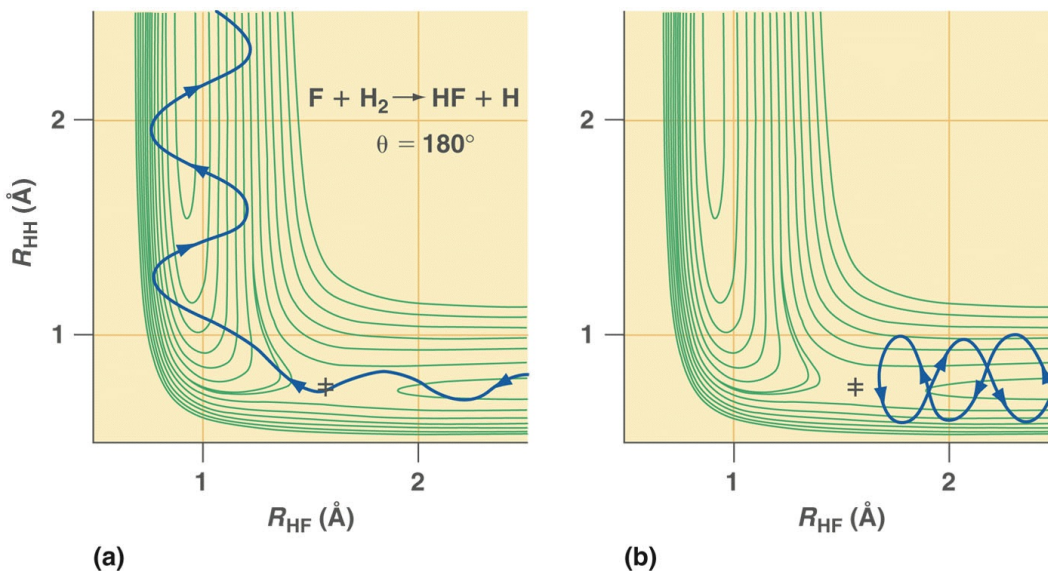 F + H₂ → HF + H
θ = 180°
2
1
R_HH (Å)
‡
1
2
R_HF (Å)
(a)
2
1
‡
1
2
R_HF (Å)
(b)